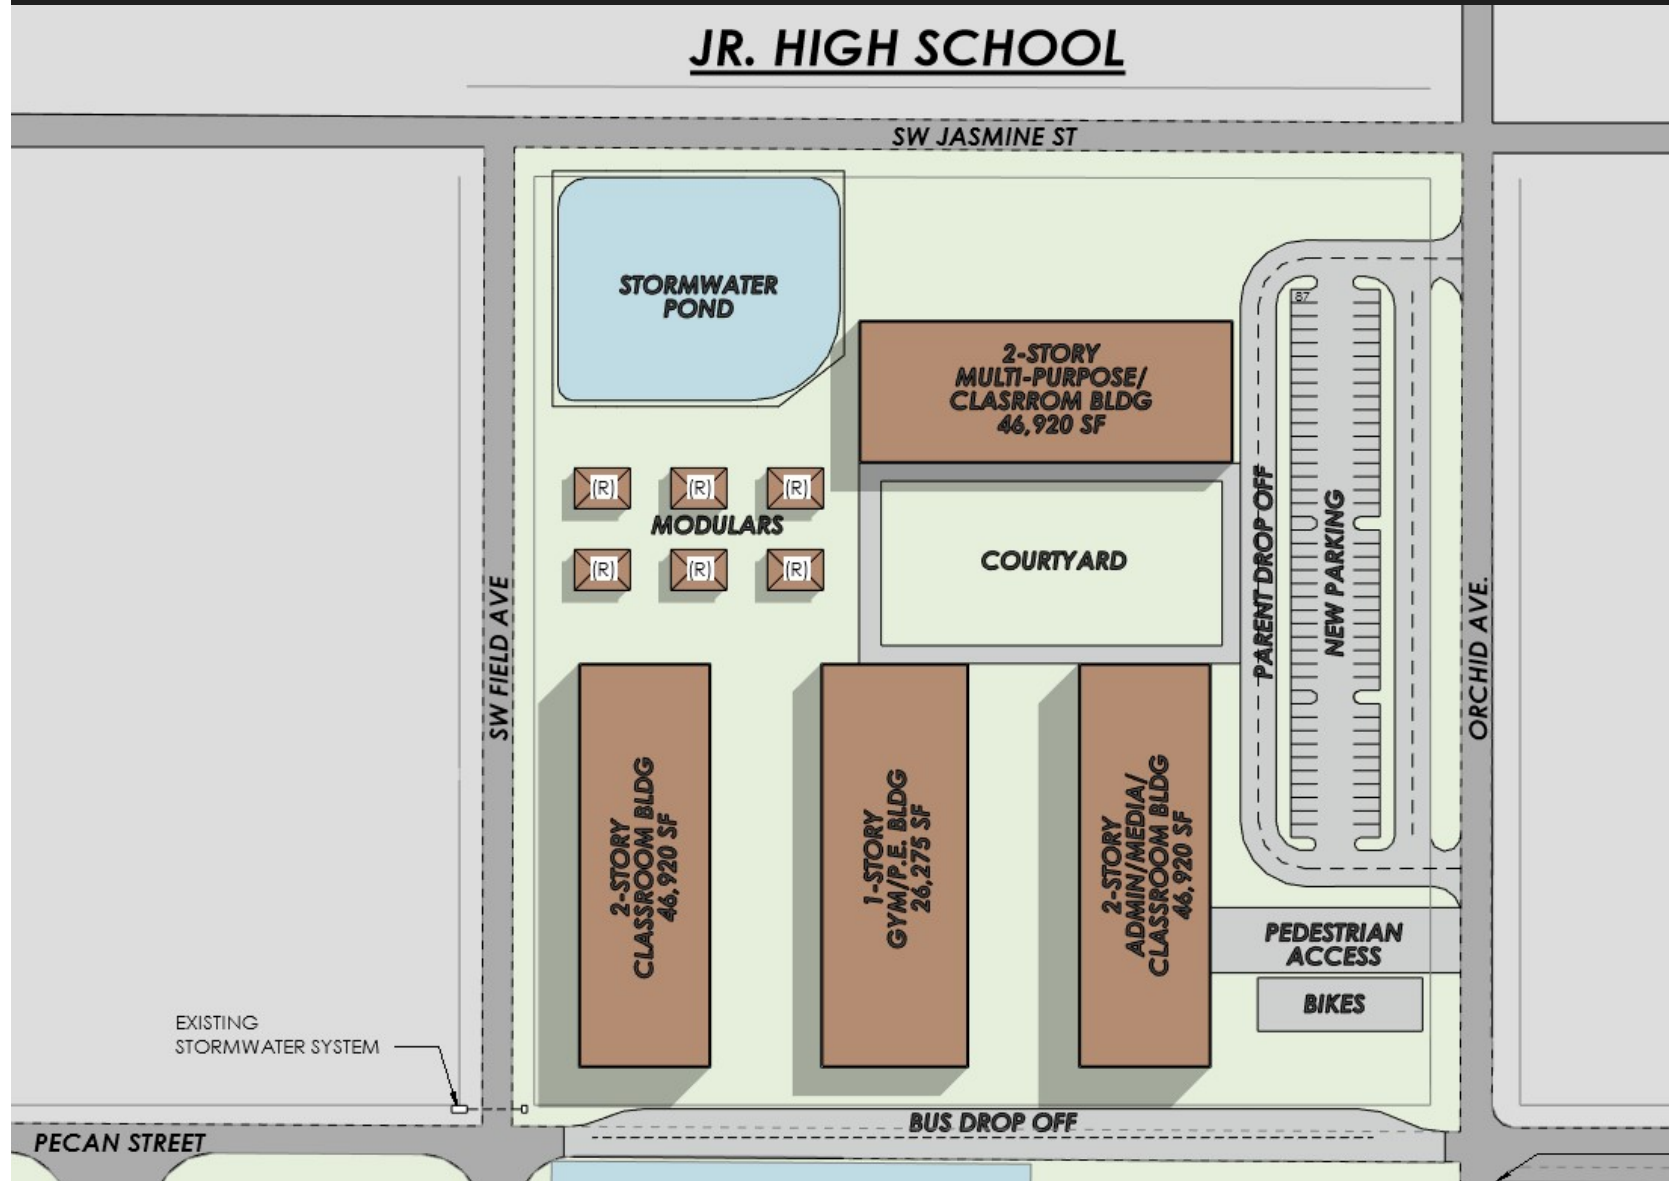 JR. HIGH SCHOOL
SW JASMINE ST
STORMWATER
POND
87
2-STORY
MULTI-PURPOSE/
CLASRROM BLDG
46,920 SF
(R) (R) (R)
MODULARS
(R) (R) (R)
COURTYARD
PARENT DROP OFF
NEW PARKING
SW FIELD AVE
ORCHID AVE.
2-STORY
CLASSROOM BLDG
46,920 SF
1-STORY
GYM/P.E. BLDG
26,275 SF
2-STORY
ADMIN/MEDIA/
CLASSROOM BLDG
46,920 SF
PEDESTRIAN
ACCESS
BIKES
EXISTING
STORMWATER SYSTEM
BUS DROP OFF
PECAN STREET